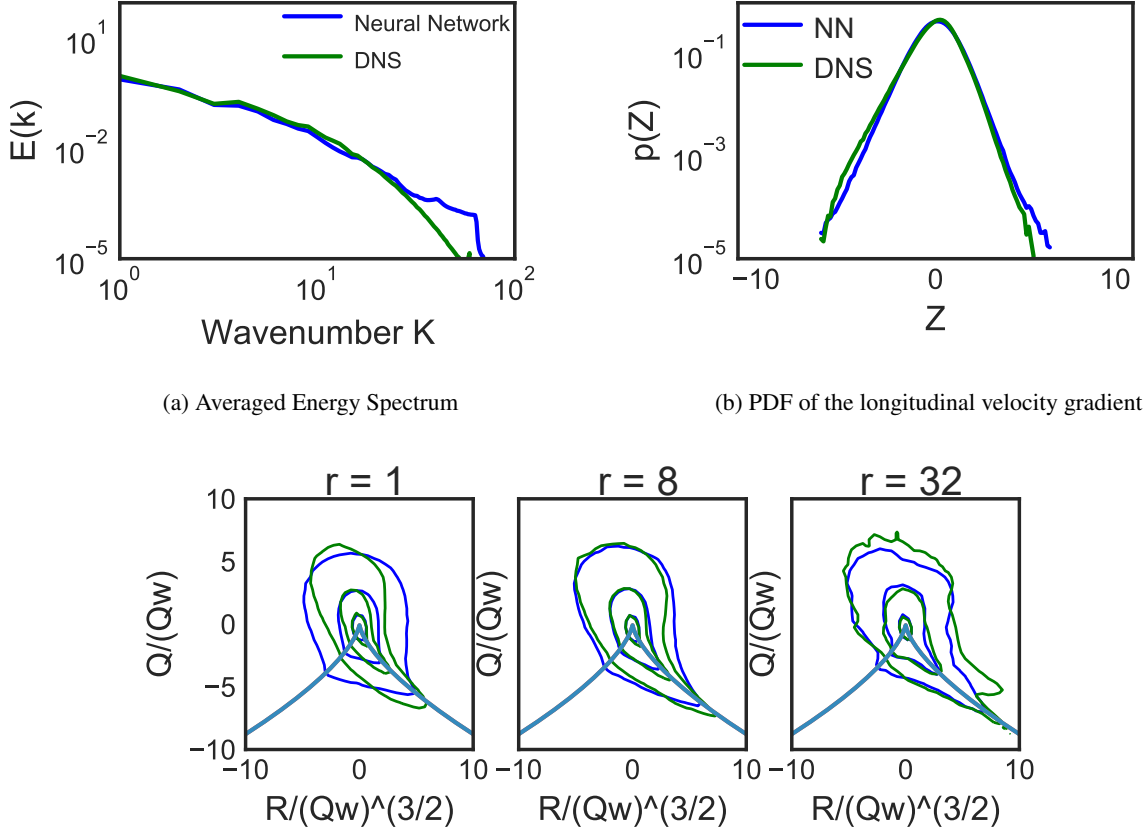 10^1
10^-2
10^-5
E(k)
Neural Network
DNS
10^0
10^1
10^2
Wavenumber K
10^-1
10^-3
10^-5
p(Z)
NN
DNS
−10
0
10
Z
(a) Averaged Energy Spectrum
(b) PDF of the longitudinal velocity gradient
r = 1
r = 8
r = 32
10
5
0
−5
−10
Q/(Qw)
Q/(Qw)
Q/(Qw)
−10
0
10
−10
0
10
−10
0
10
R/(Qw)^(3/2)
R/(Qw)^(3/2)
R/(Qw)^(3/2)